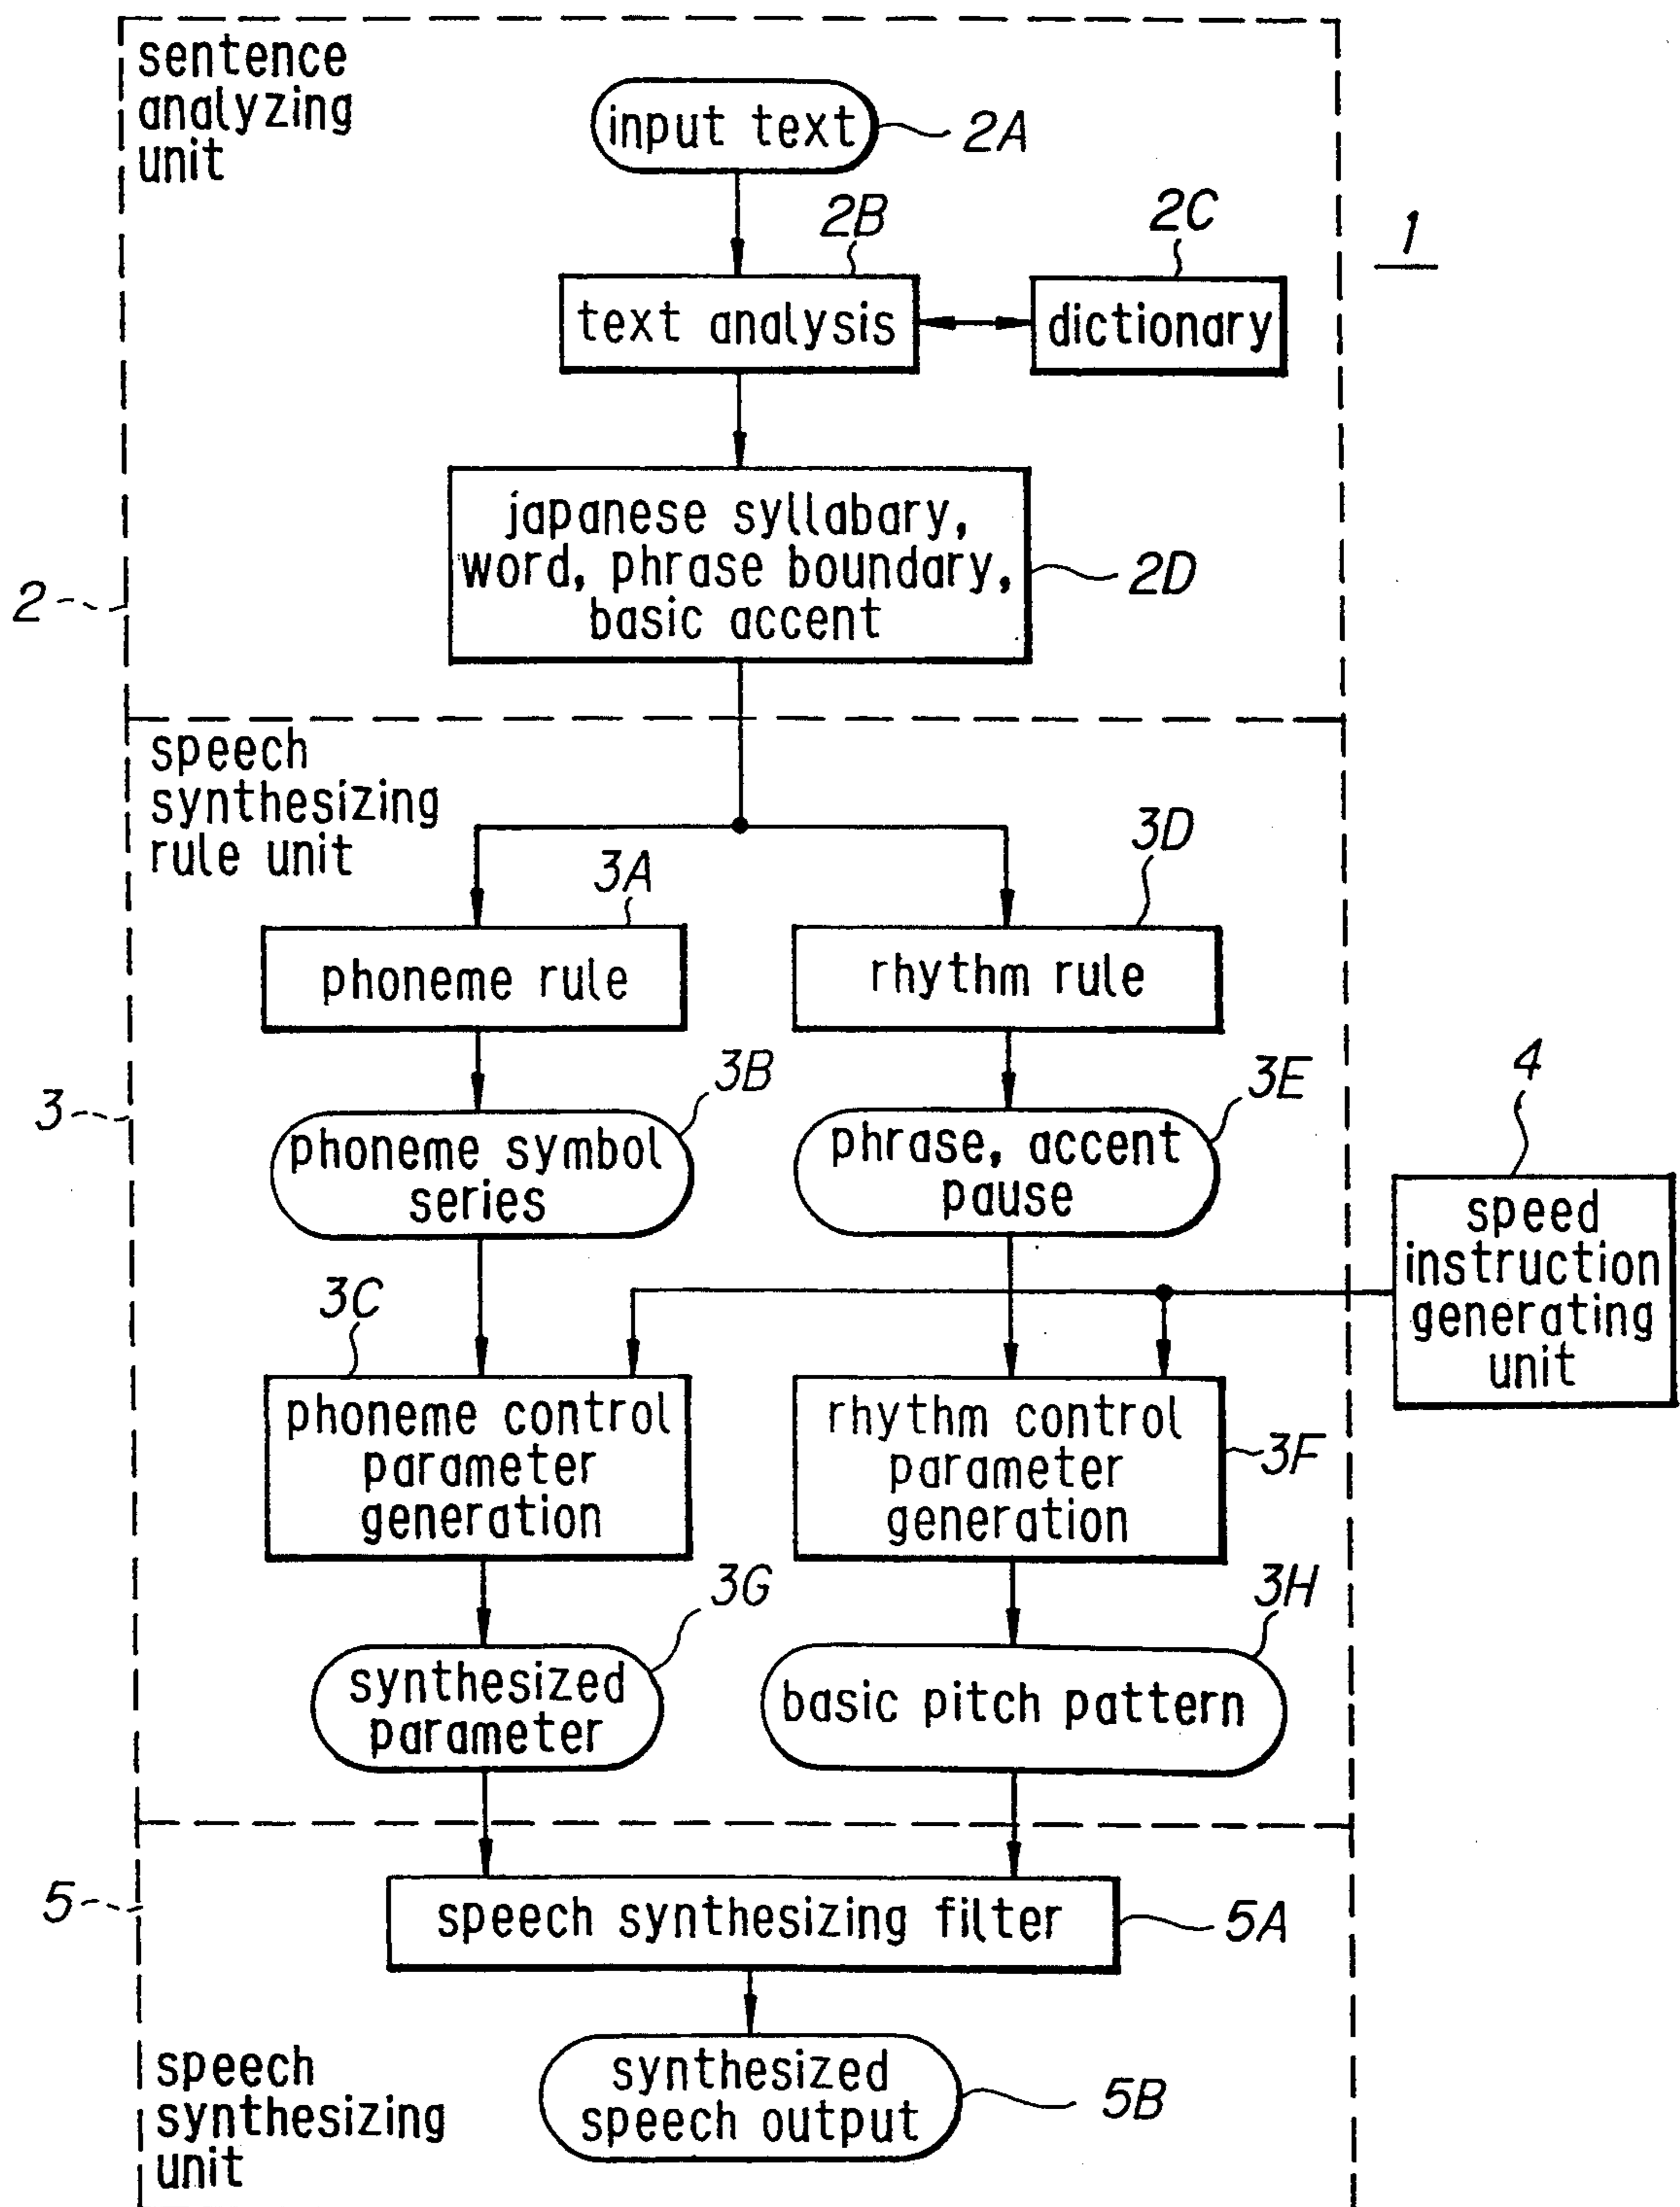 sentence
analyzing
unit
input text
2A
2B
2C
1
text analysis
dictionary
japanese syllabary,
word, phrase boundary,
basic accent
2D
2
speech
synthesizing
rule unit
3A
3D
phoneme rule
rhythm rule
3
3B
3E
4
phoneme symbol
series
phrase, accent
pause
speed
instruction
generating
unit
3C
phoneme control
parameter
generation
rhythm control
parameter
generation
3F
3G
3H
synthesized
parameter
basic pitch pattern
5
speech synthesizing filter
5A
speech
synthesizing
unit
synthesized
speech output
5B